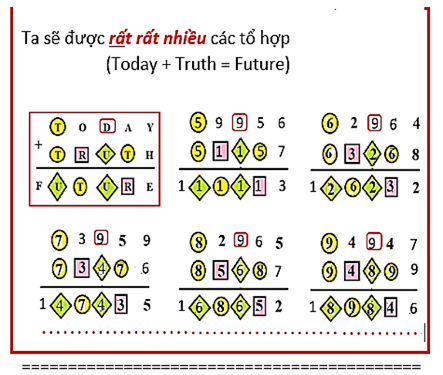 Ta sẽ được rất rất nhiều các tổ hợp
(Today + Truth = Future)
T O D A Y
+
T R U T H
F U T U R E
5 9 9 5 6
5 1 1 5 7
1 1 1 1 1 3
6 2 9 6 4
6 3 2 6 8
1 2 6 2 3 2
7 3 9 5 9
7 3 4 7 6
1 4 7 4 3 5
8 2 9 6 5
8 5 6 8 7
1 6 8 6 5 2
9 4 9 4 7
9 4 8 9 9
1 8 9 8 4 6